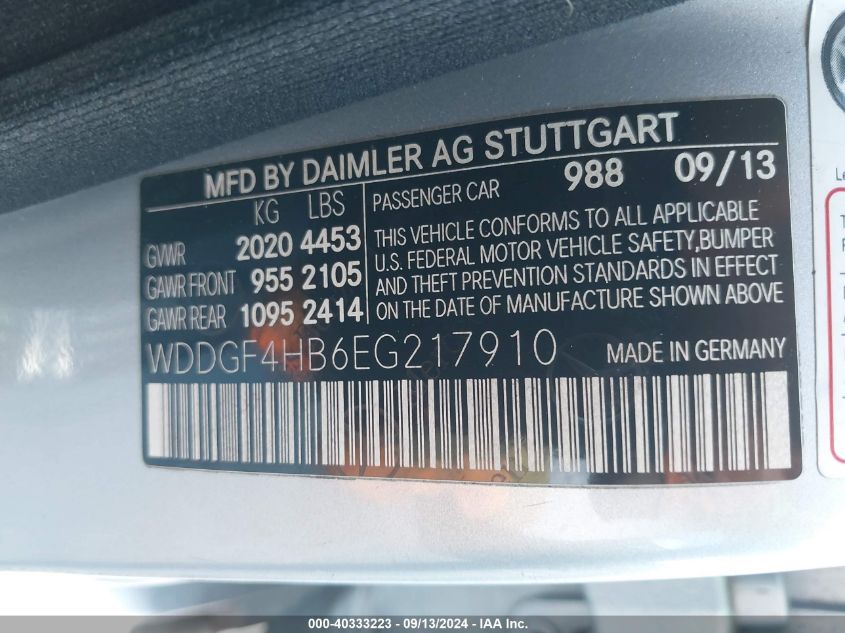 MFD BY DAIMLER AG STUTTGART
KG LBS
GVWR 2020 4453
GAWR FRONT 955 2105
GAWR REAR 1095 2414
PASSENGER CAR 988 09/13
THIS VEHICLE CONFORMS TO ALL APPLICABLE
U.S. FEDERAL MOTOR VEHICLE SAFETY,BUMPER
AND THEFT PREVENTION STANDARDS IN EFFECT
ON THE DATE OF MANUFACTURE SHOWN ABOVE
WDDGF4HB6EG217910 MADE IN GERMANY
000-40333223 - 09/13/2024 - IAA Inc.